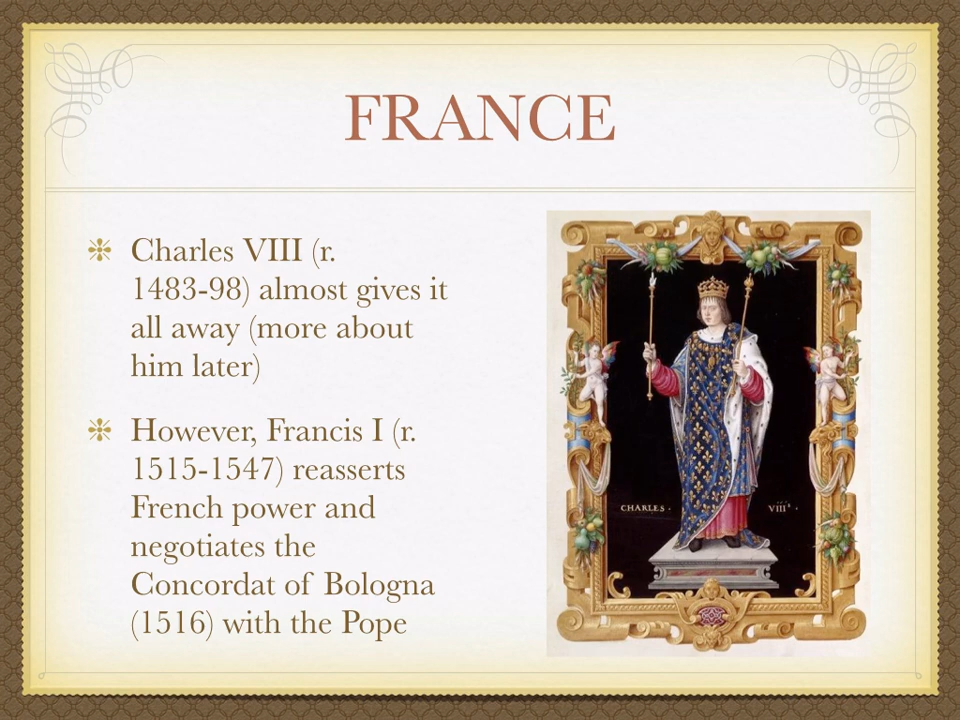 FRANCE
❉ Charles VIII (r.
1483-98) almost gives it
all away (more about
him later)
❉ However, Francis I (r.
1515-1547) reasserts
French power and
negotiates the
Concordat of Bologna
(1516) with the Pope
CHARLES · VIII ·